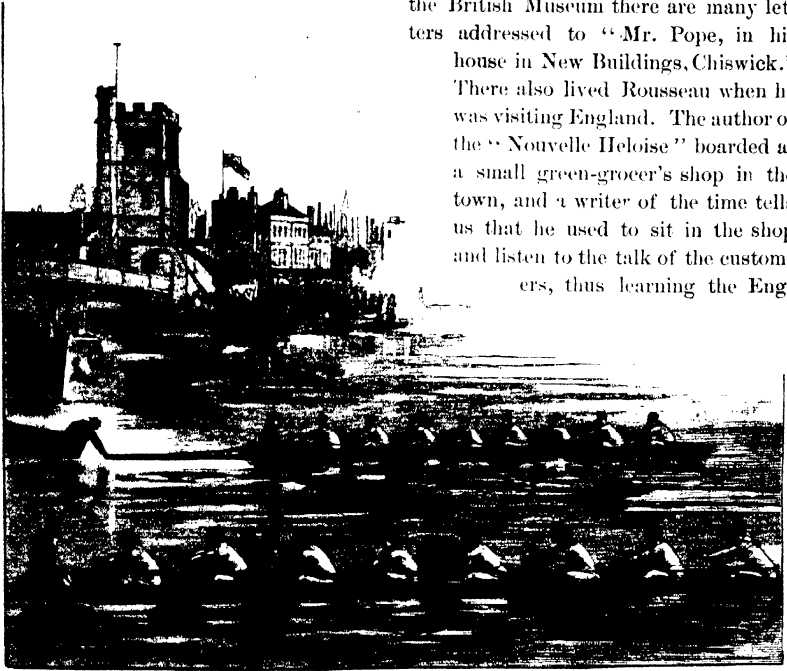 the British Museum there are many let
ters addressed to “Mr. Pope, in hi
house in New Buildings, Chiswick.”
There also lived Rousseau when h
was visiting England. The author o
the “Nouvelle Heloise” boarded a
a small green-grocer's shop in the
town, and a writer of the time tells
us that he used to sit in the shop
and listen to the talk of the custom
ers, thus learning the Eng